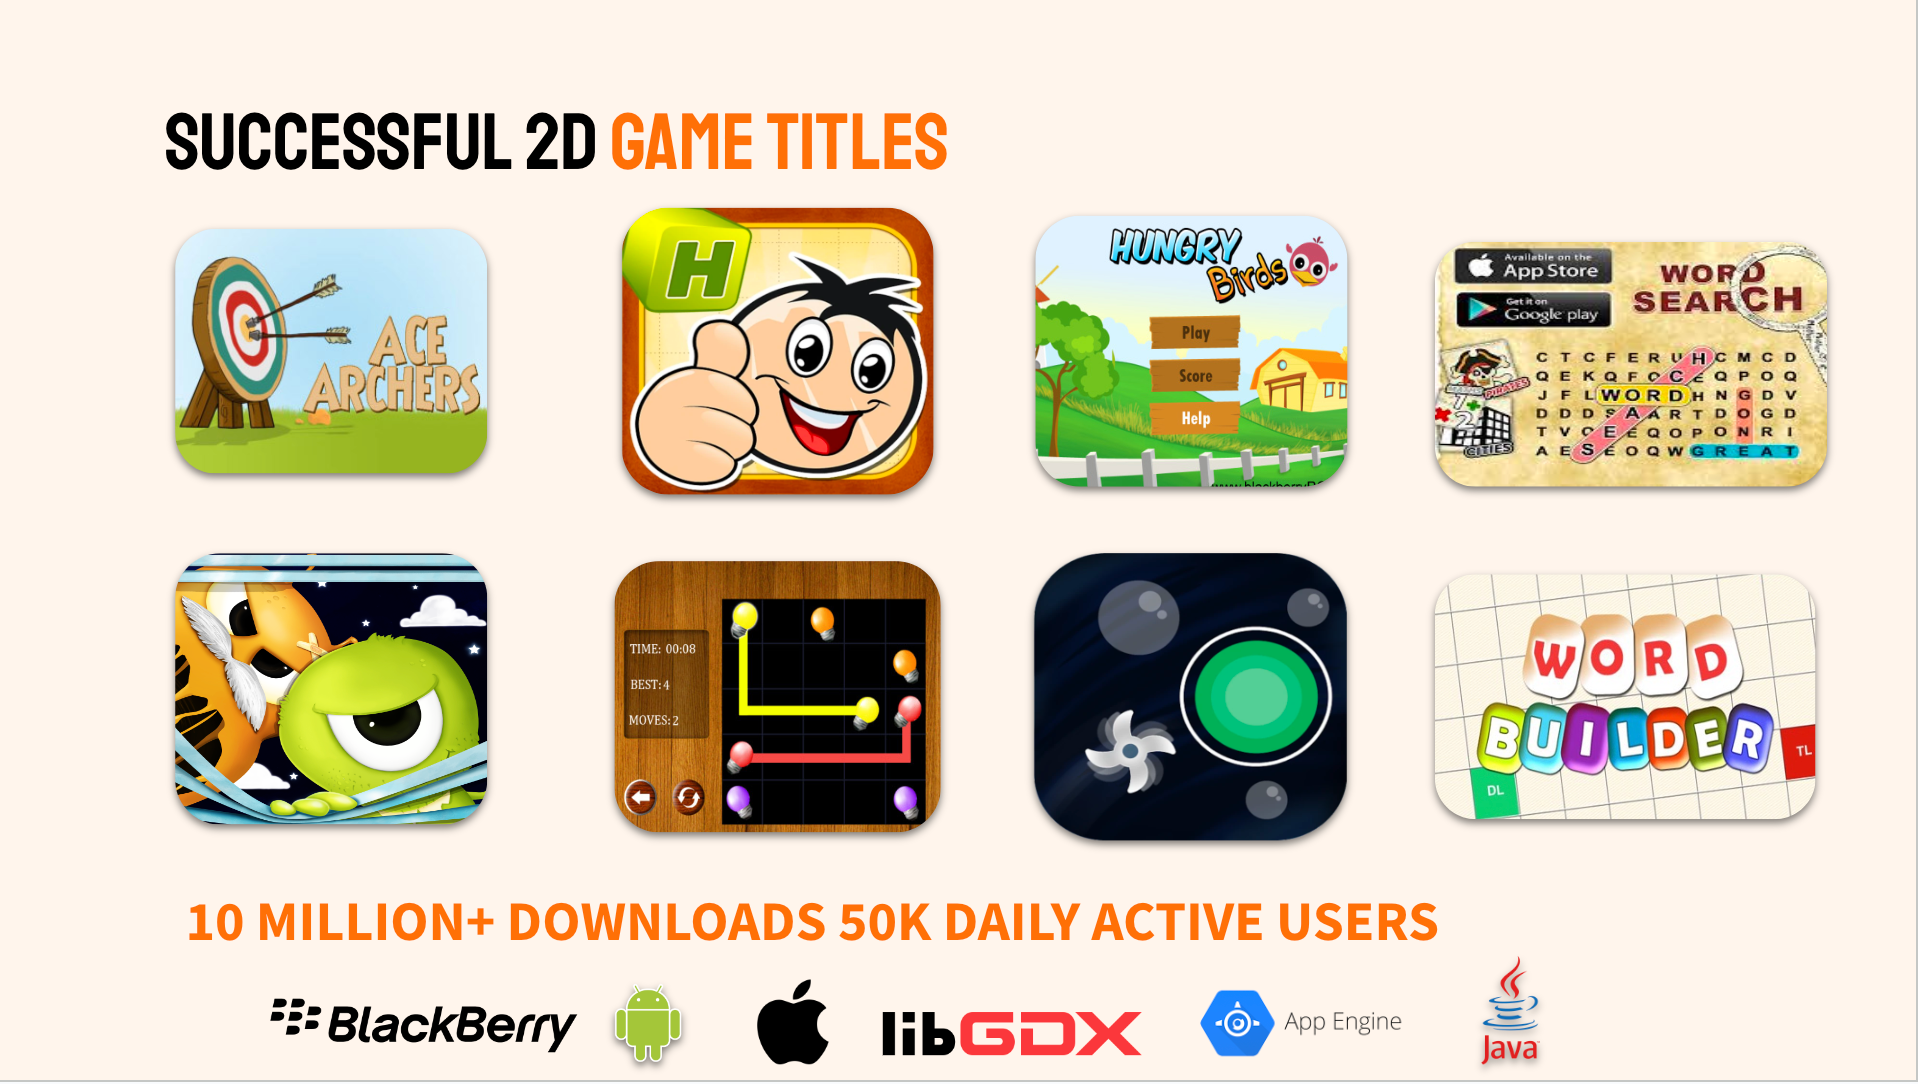 SUCCESSFUL 2D GAME TITLES
ACE
ARCHERS
H
HUNGRY
Birds
Play
Score
Help
Available on the
App Store
Get it on
Google play
WORD
SEARCH
PIRATES
CITIES
C T C F E R U H C M C D
Q E K Q F O C E Q P O Q
J F L W O R D H N G D V
D D D S A A R T D O G D
T V C E E Q O P O N R I
A E S E O Q W G R E A T
TIME: 00:08
BEST: 4
MOVES: 2
WORD
BUILDER
TL
DL
10 MILLION+ DOWNLOADS 50K DAILY ACTIVE USERS
BlackBerry
libGDX
App Engine
Java